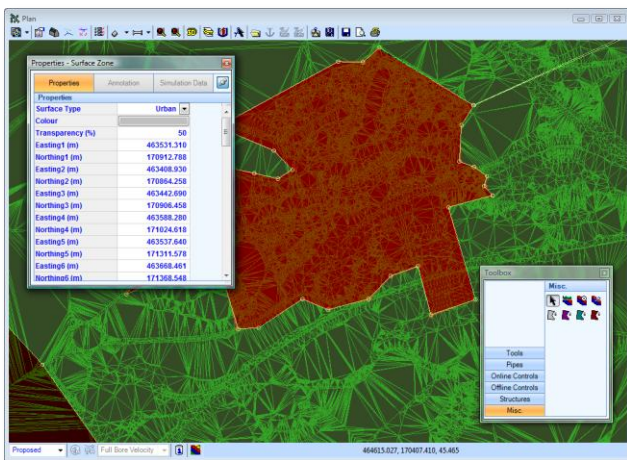 Plan
Properties - Surface Zone
Properties
Annotation
Simulation Data
Properties
Surface Type Urban
Colour
Transparency (%) 50
Easting1 (m) 463531.310
Northing1 (m) 170912.788
Easting2 (m) 463408.930
Northing2 (m) 170864.258
Easting3 (m) 463442.690
Northing3 (m) 170906.458
Easting4 (m) 463588.280
Northing4 (m) 171024.618
Easting5 (m) 463537.640
Northing5 (m) 171311.578
Easting6 (m) 463668.461
Northing6 (m) 171368.548
Toolbox
Misc.
Tools
Pipes
Online Controls
Offline Controls
Structures
Misc.
Proposed
Full Bore Velocity
464615.027, 170407.410, 45.465